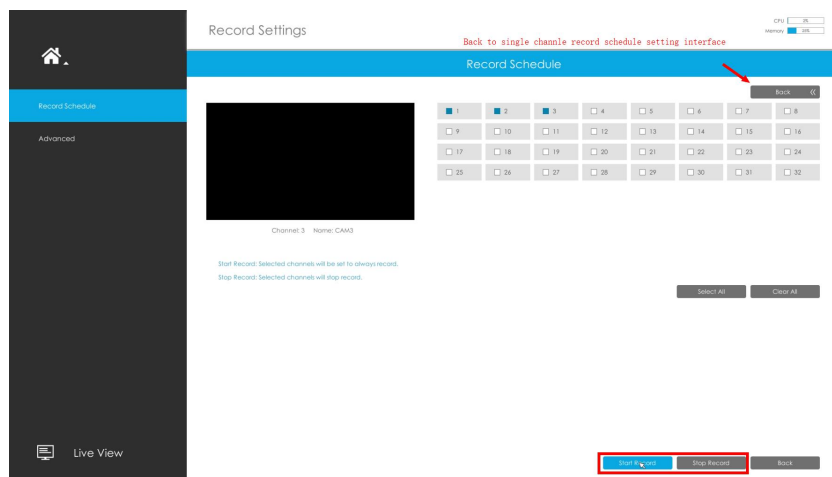 Record Settings
CPU 3%
Memory 33%
Back to single channle record schedule setting interface
Record Schedule
Back
Record Schedule
Advanced
1 2 3 4 5 6 7 8
9 10 11 12 13 14 15 16
17 18 19 20 21 22 23 24
25 26 27 28 29 30 31 32
Channel: 3 Name: CAM3
Start Record: Selected channels will be set to always record.
Stop Record: Selected channels will stop record.
Select All Clear All
Live View
Start Record Stop Record Back